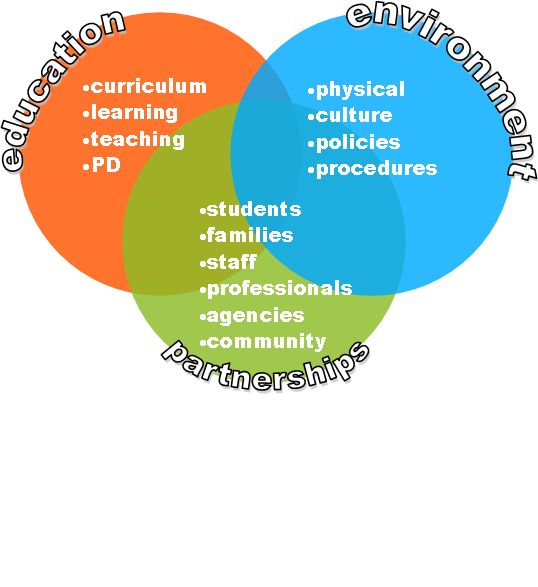 education
•curriculum
•learning
•teaching
•PD
environment
•physical
•culture
•policies
•procedures
•students
•families
•staff
•professionals
•agencies
•community
partnerships